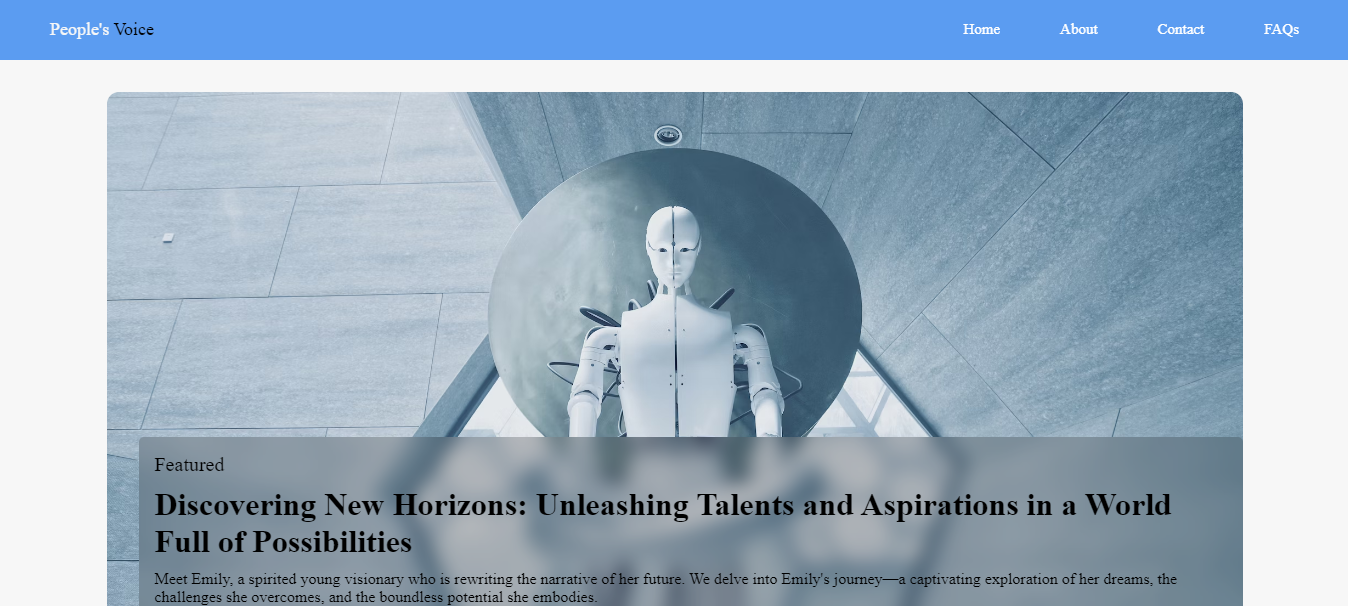 People's Voice
Home About Contact FAQs
Featured
Discovering New Horizons: Unleashing Talents and Aspirations in a World
Full of Possibilities
Meet Emily, a spirited young visionary who is rewriting the narrative of her future. We delve into Emily's journey—a captivating exploration of her dreams, the
challenges she overcomes, and the boundless potential she embodies.